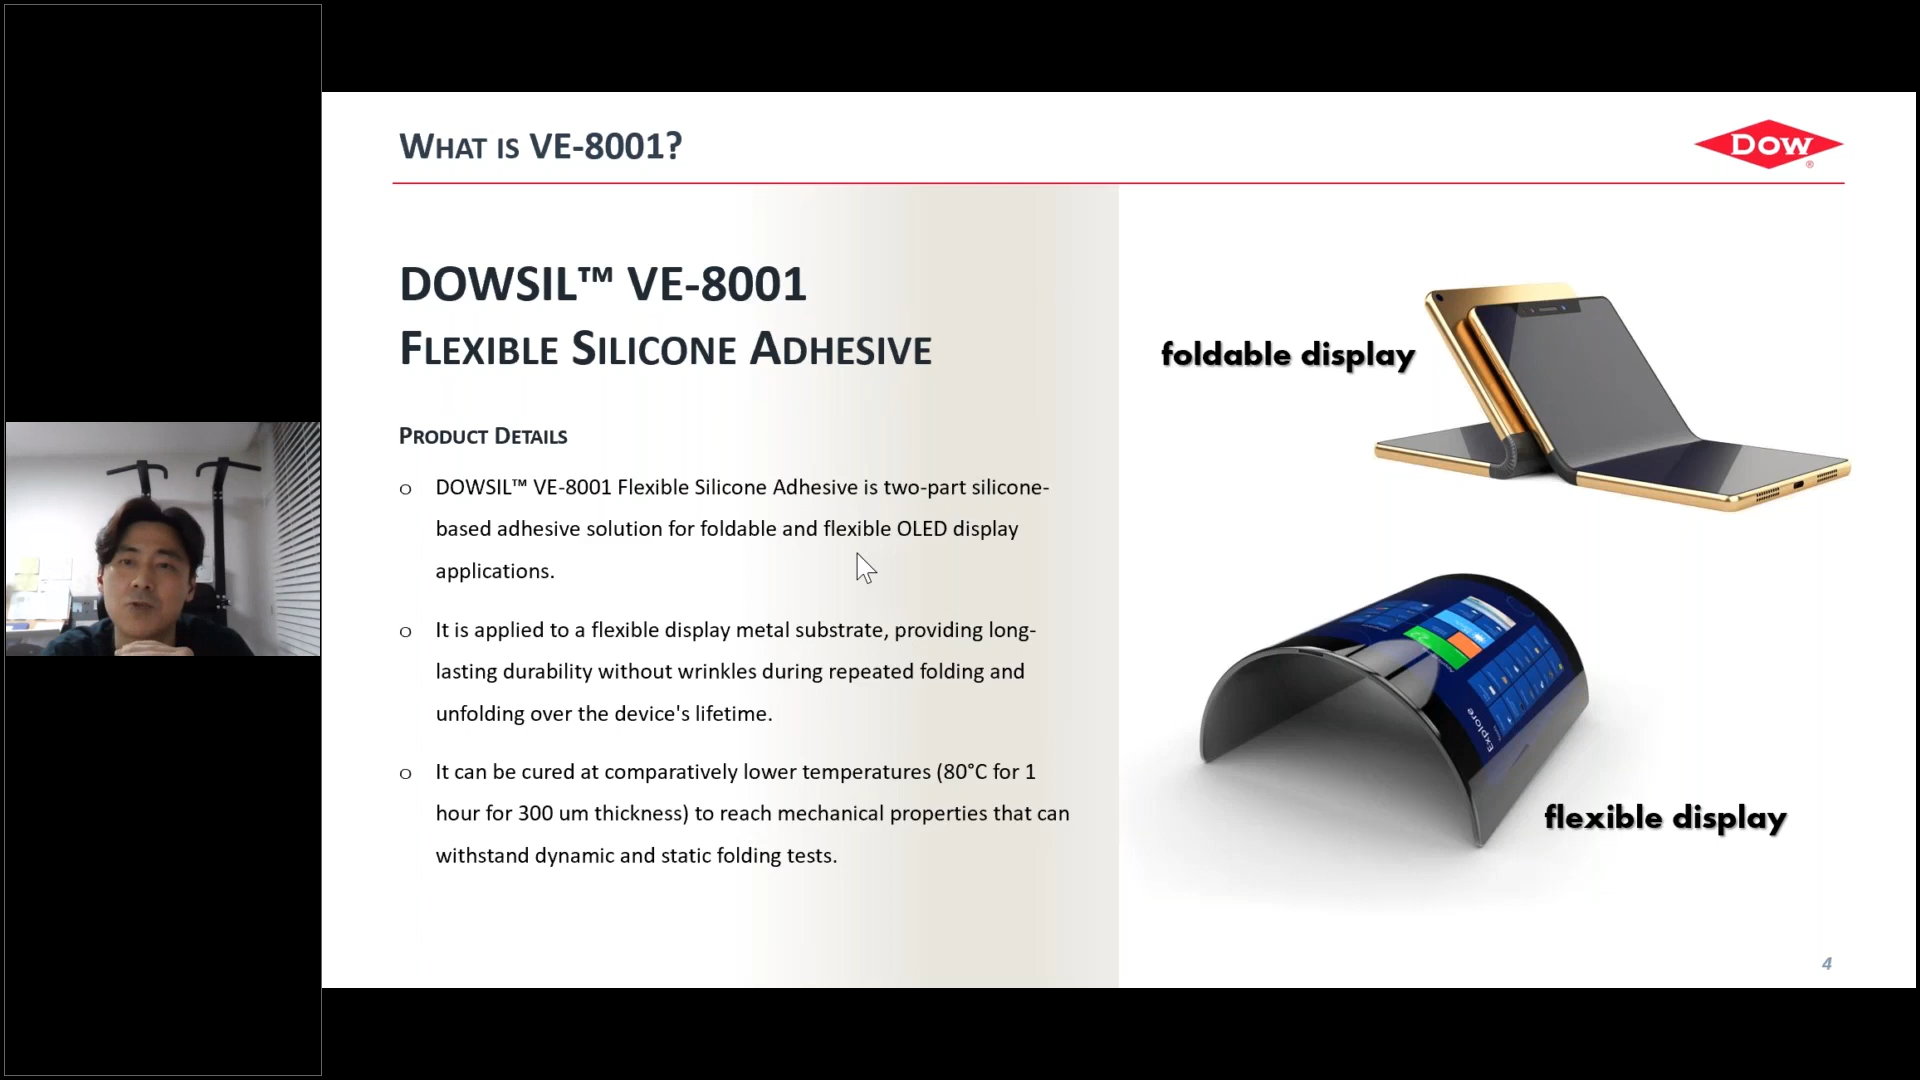 WHAT IS VE-8001?
DOW
®
DOWSIL™ VE-8001
FLEXIBLE SILICONE ADHESIVE
PRODUCT DETAILS
o DOWSIL™ VE-8001 Flexible Silicone Adhesive is two-part silicone-
based adhesive solution for foldable and flexible OLED display
applications.
o It is applied to a flexible display metal substrate, providing long-
lasting durability without wrinkles during repeated folding and
unfolding over the device's lifetime.
o It can be cured at comparatively lower temperatures (80°C for 1
hour for 300 um thickness) to reach mechanical properties that can
withstand dynamic and static folding tests.
foldable display
Explore
flexible display
4